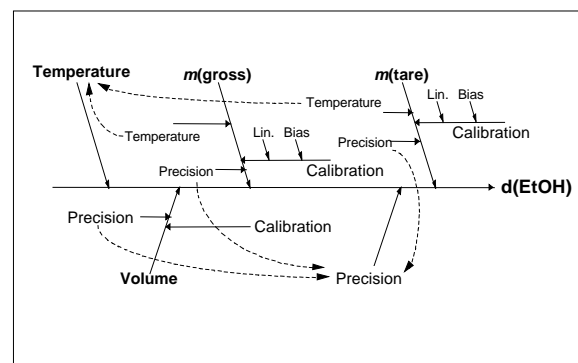 Temperature
m(gross)
m(tare)
Temperature
Lin. Bias
Calibration
Temperature
Precision
Lin. Bias
Precision
Calibration
d(EtOH)
Precision
Calibration
Volume
Precision